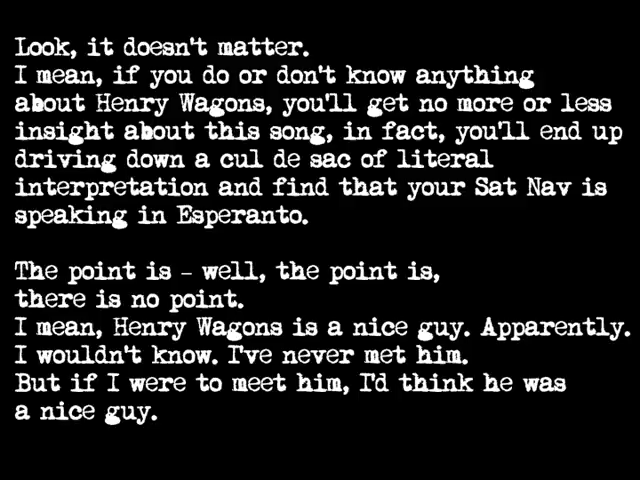 Look, it doesn't matter.
I mean, if you do or don't know anything
about Henry Wagons, you'll get no more or less
insight about this song, in fact, you'll end up
driving down a cul de sac of literal
interpretation and find that your Sat Nav is
speaking in Esperanto.
The point is - well, the point is,
there is no point.
I mean, Henry Wagons is a nice guy. Apparently.
I wouldn't know. I've never met him.
But if I were to meet him, I'd think he was
a nice guy.